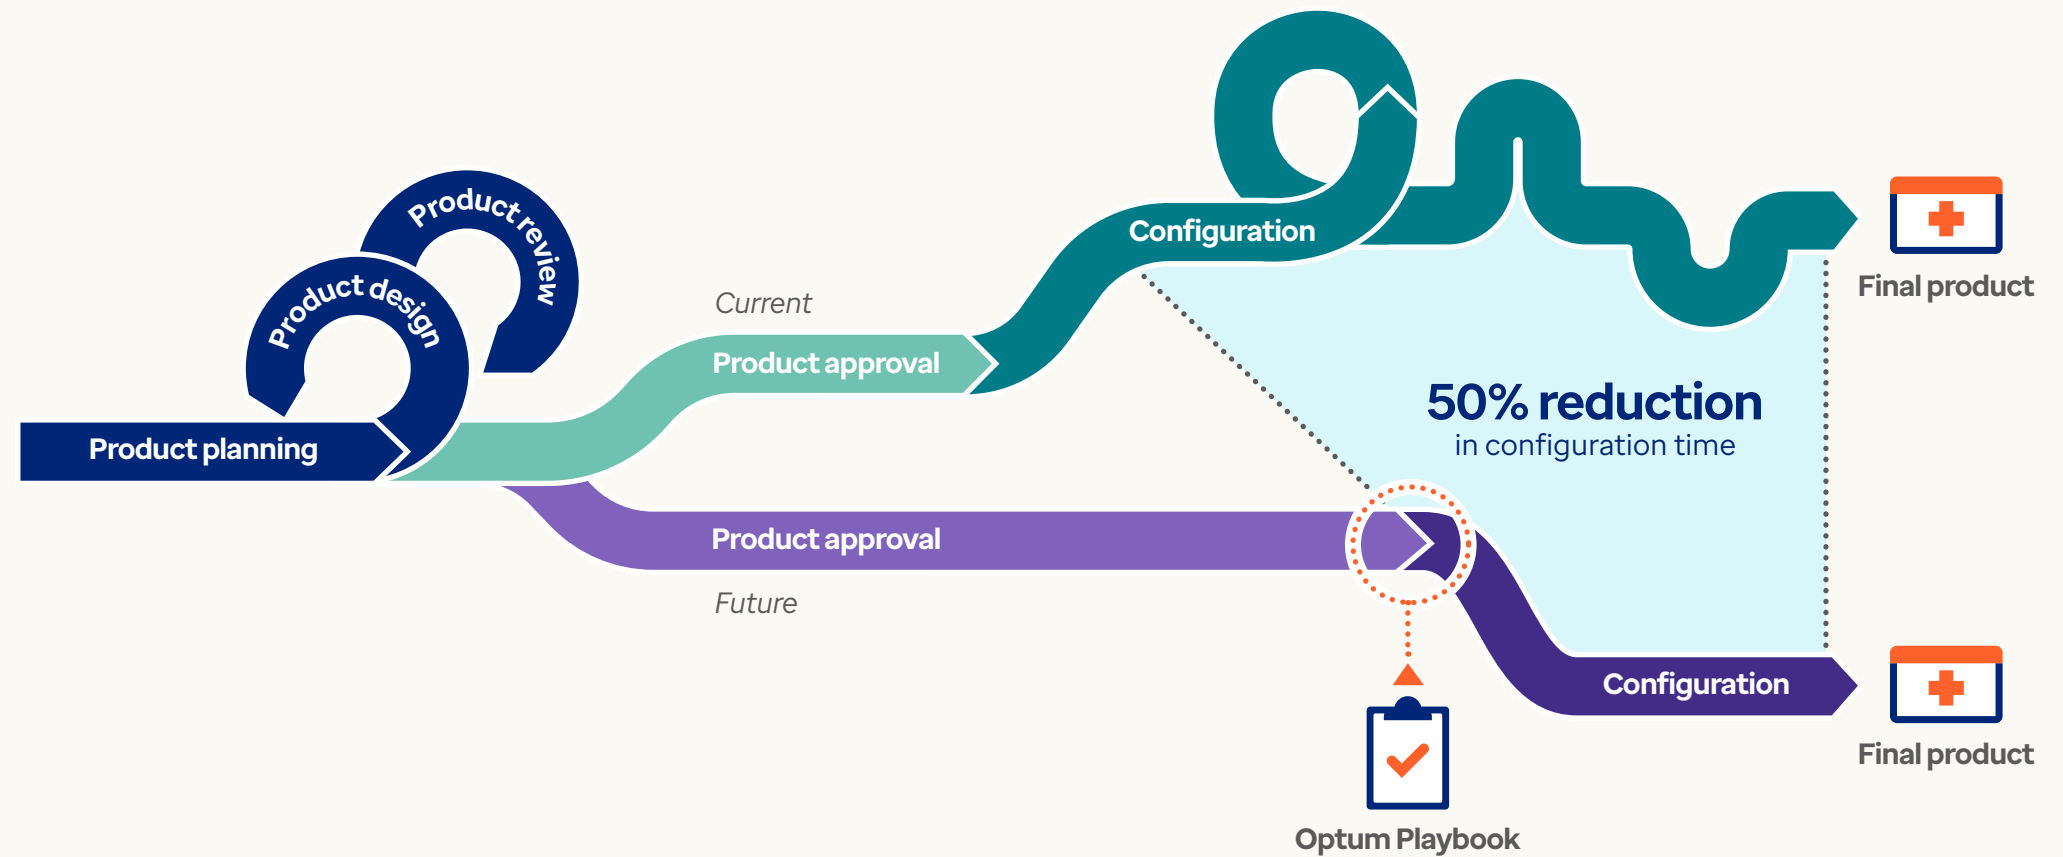 Product planning
Product design
Product review
Current
Product approval
Configuration
Final product
50% reduction
in configuration time
Product approval
Future
Configuration
Final product
Optum Playbook